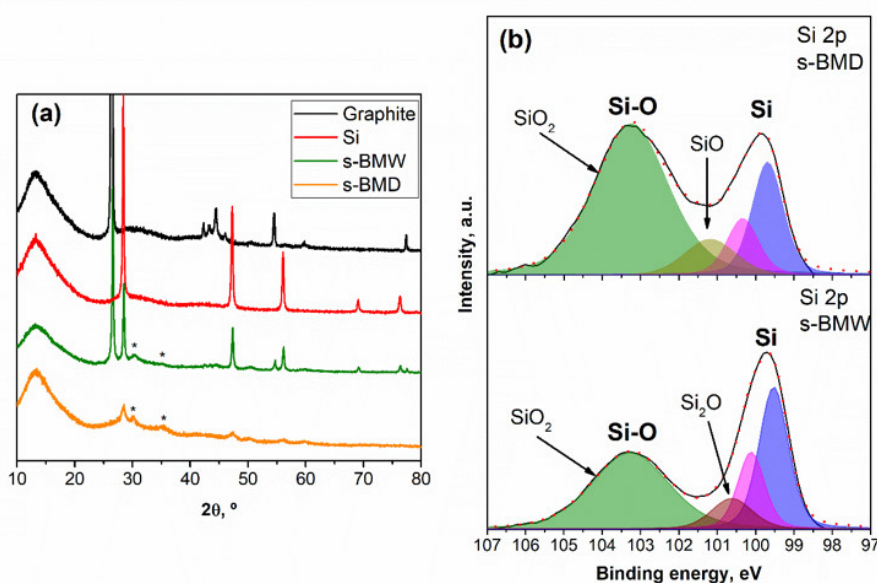 (a)
Graphite
Si
s-BMW
s-BMD
*
*
*
*
10 20 30 40 50 60 70 80
2θ, º
(b)
Si 2p
s-BMD
Si-O
Si
SiO₂
SiO
Si 2p
s-BMW
Si
Si₂O
SiO₂
Si-O
Intensity, a.u.
107 106 105 104 103 102 101 100 99 98 97
Binding energy, eV